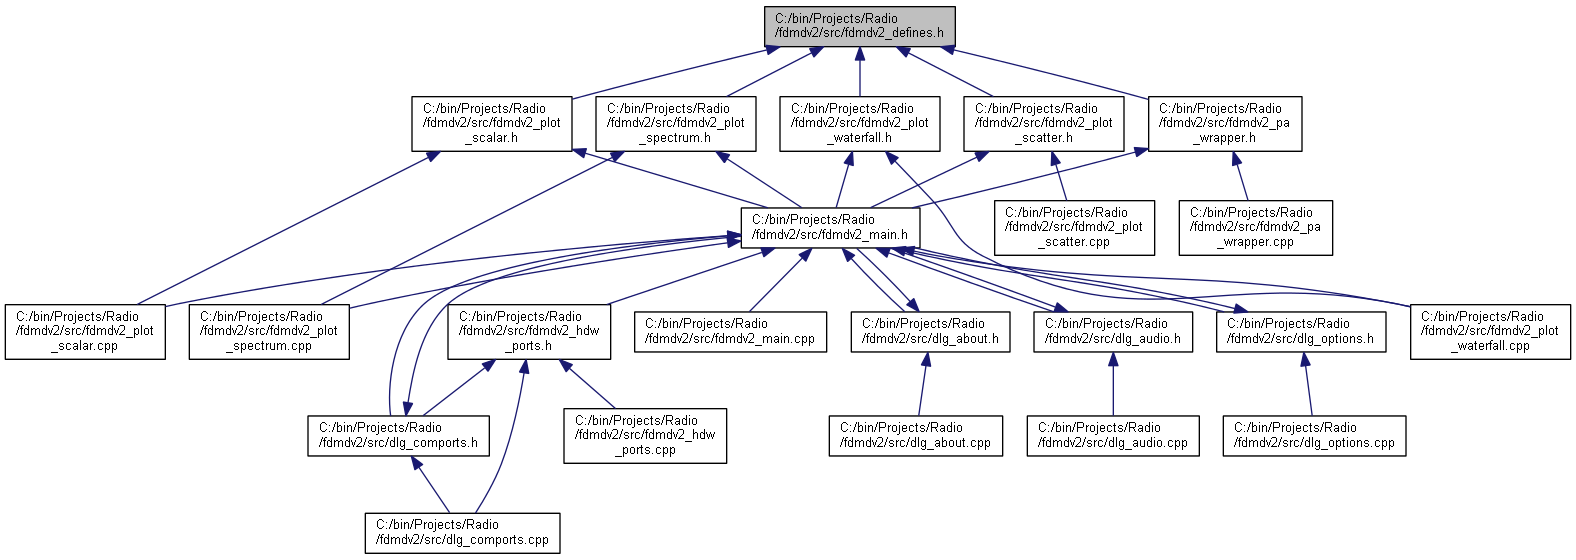 C:/bin/Projects/Radio
/fdmdv2/src/fdmdv2_defines.h
C:/bin/Projects/Radio
/fdmdv2/src/fdmdv2_plot
_scalar.h
C:/bin/Projects/Radio
/fdmdv2/src/fdmdv2_plot
_spectrum.h
C:/bin/Projects/Radio
/fdmdv2/src/fdmdv2_plot
_waterfall.h
C:/bin/Projects/Radio
/fdmdv2/src/fdmdv2_plot
_scatter.h
C:/bin/Projects/Radio
/fdmdv2/src/fdmdv2_pa
_wrapper.h
C:/bin/Projects/Radio
/fdmdv2/src/fdmdv2_main.h
C:/bin/Projects/Radio
/fdmdv2/src/fdmdv2_plot
_scatter.cpp
C:/bin/Projects/Radio
/fdmdv2/src/fdmdv2_pa
_wrapper.cpp
C:/bin/Projects/Radio
/fdmdv2/src/fdmdv2_plot
_scalar.cpp
C:/bin/Projects/Radio
/fdmdv2/src/fdmdv2_plot
_spectrum.cpp
C:/bin/Projects/Radio
/fdmdv2/src/fdmdv2_hdw
_ports.h
C:/bin/Projects/Radio
/fdmdv2/src/fdmdv2_main.cpp
C:/bin/Projects/Radio
/fdmdv2/src/dlg_about.h
C:/bin/Projects/Radio
/fdmdv2/src/dlg_audio.h
C:/bin/Projects/Radio
/fdmdv2/src/dlg_options.h
C:/bin/Projects/Radio
/fdmdv2/src/fdmdv2_plot
_waterfall.cpp
C:/bin/Projects/Radio
/fdmdv2/src/dlg_comports.h
C:/bin/Projects/Radio
/fdmdv2/src/fdmdv2_hdw
_ports.cpp
C:/bin/Projects/Radio
/fdmdv2/src/dlg_about.cpp
C:/bin/Projects/Radio
/fdmdv2/src/dlg_audio.cpp
C:/bin/Projects/Radio
/fdmdv2/src/dlg_options.cpp
C:/bin/Projects/Radio
/fdmdv2/src/dlg_comports.cpp